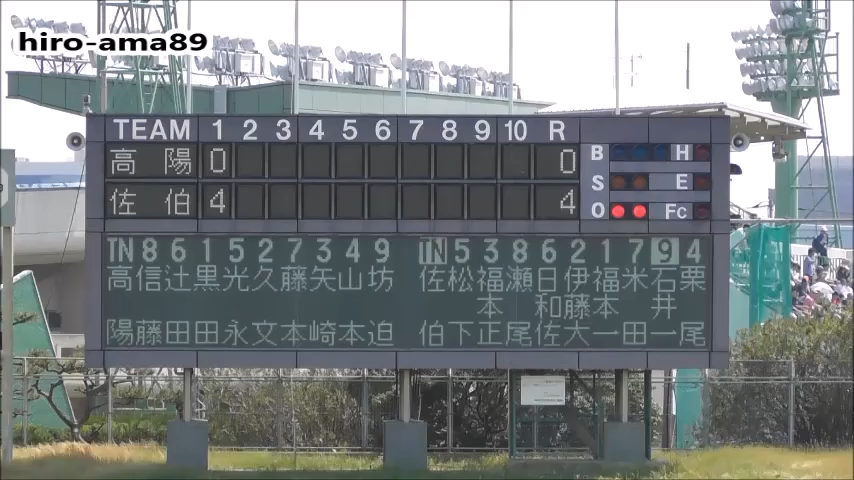 hiro-ama89
TEAM 1 2 3 4 5 6 7 8 9 10 R
高陽 0 0
佐伯 4 4
B H
S E
O Fc
TN 8 6 1 5 2 7 3 4 9 TN 5 3 8 6 2 1 7 9 4
高陽 信藤 辻田 黒田 光永 久文 藤本 矢崎 山本 坊迫 佐伯 松下 福本正 瀬尾 日和佐 伊藤大 福本一 米田 石井一 栗尾